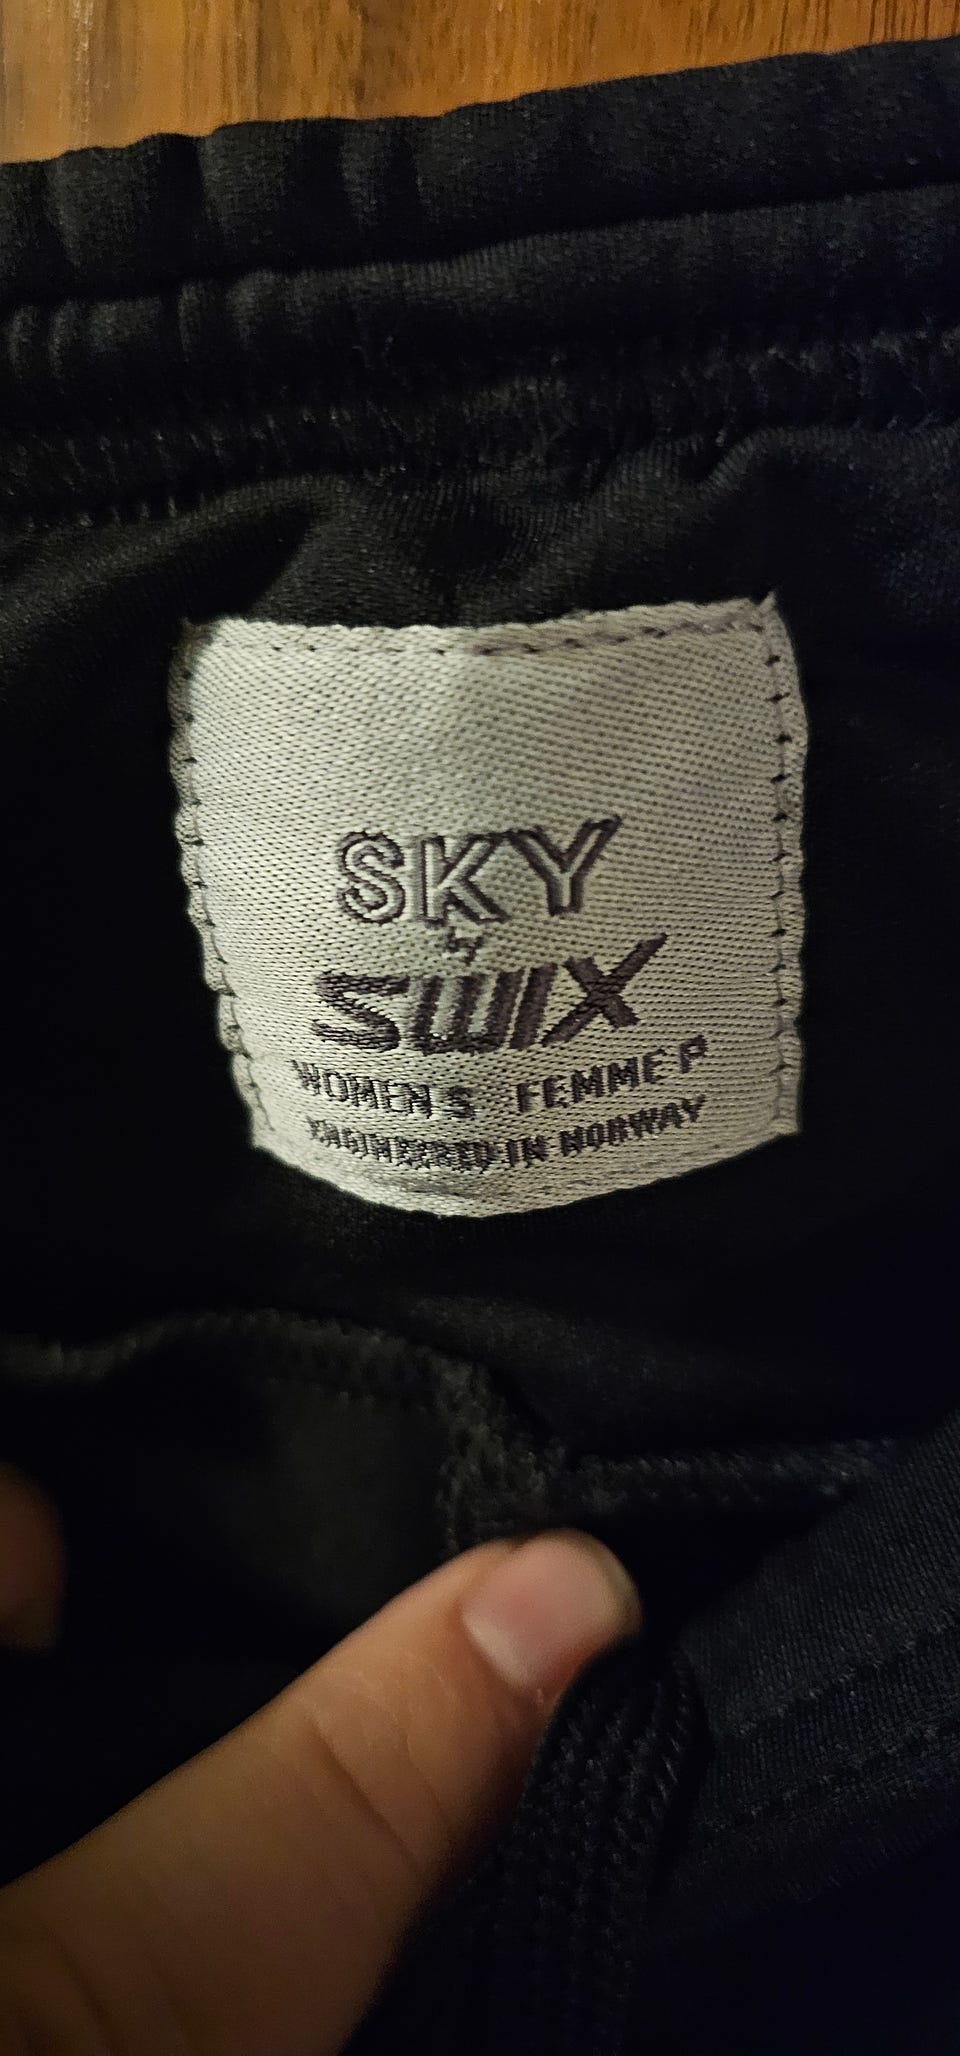 SKY
by
SWIX
WOMEN S FEMME P
ENGINEERED IN NORWAY